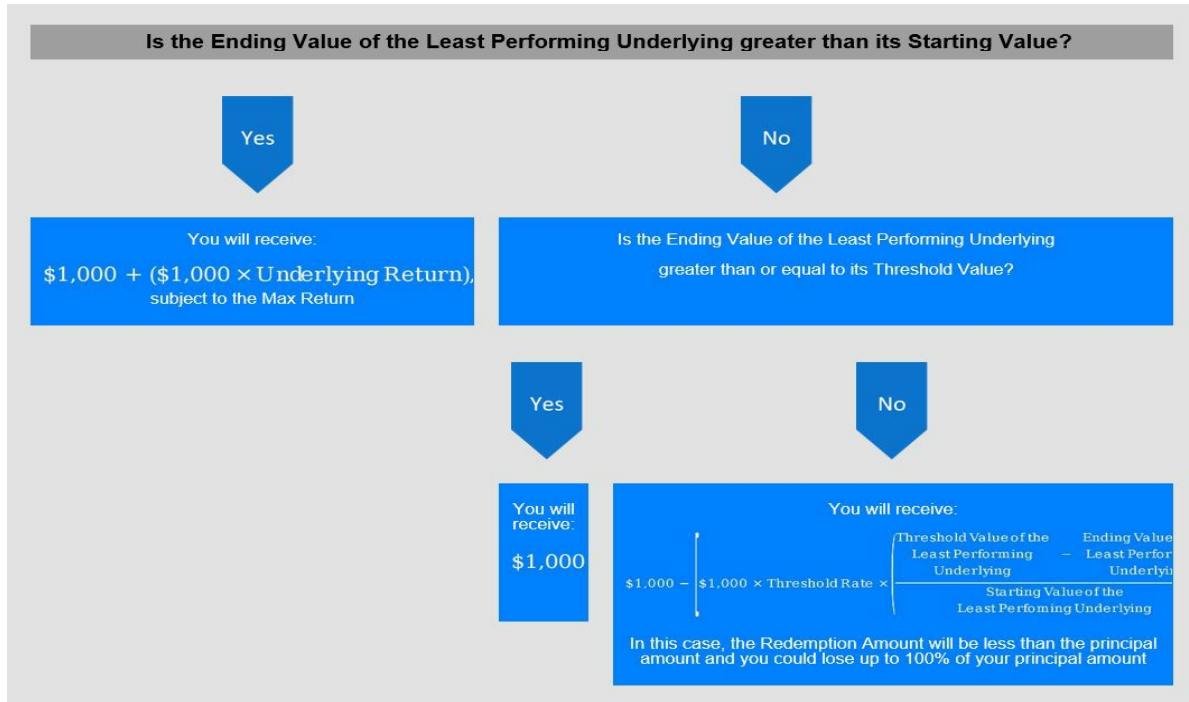 Is the Ending Value of the Least Performing Underlying greater than its Starting Value?
Yes
No
You will receive:
$1,000 + ($1,000 × Underlying Return),
subject to the Max Return
Is the Ending Value of the Least Performing Underlying
greater than or equal to its Threshold Value?
Yes
No
You will
receive:
$1,000
You will receive:
Threshold Value of the Ending Value
Least Performing − Least Perfor
Underlying Underlyi
$1,000 − [$1,000 × Threshold Rate × (
Starting Value of the
Least Perfoming Underlying
In this case, the Redemption Amount will be less than the principal
amount and you could lose up to 100% of your principal amount